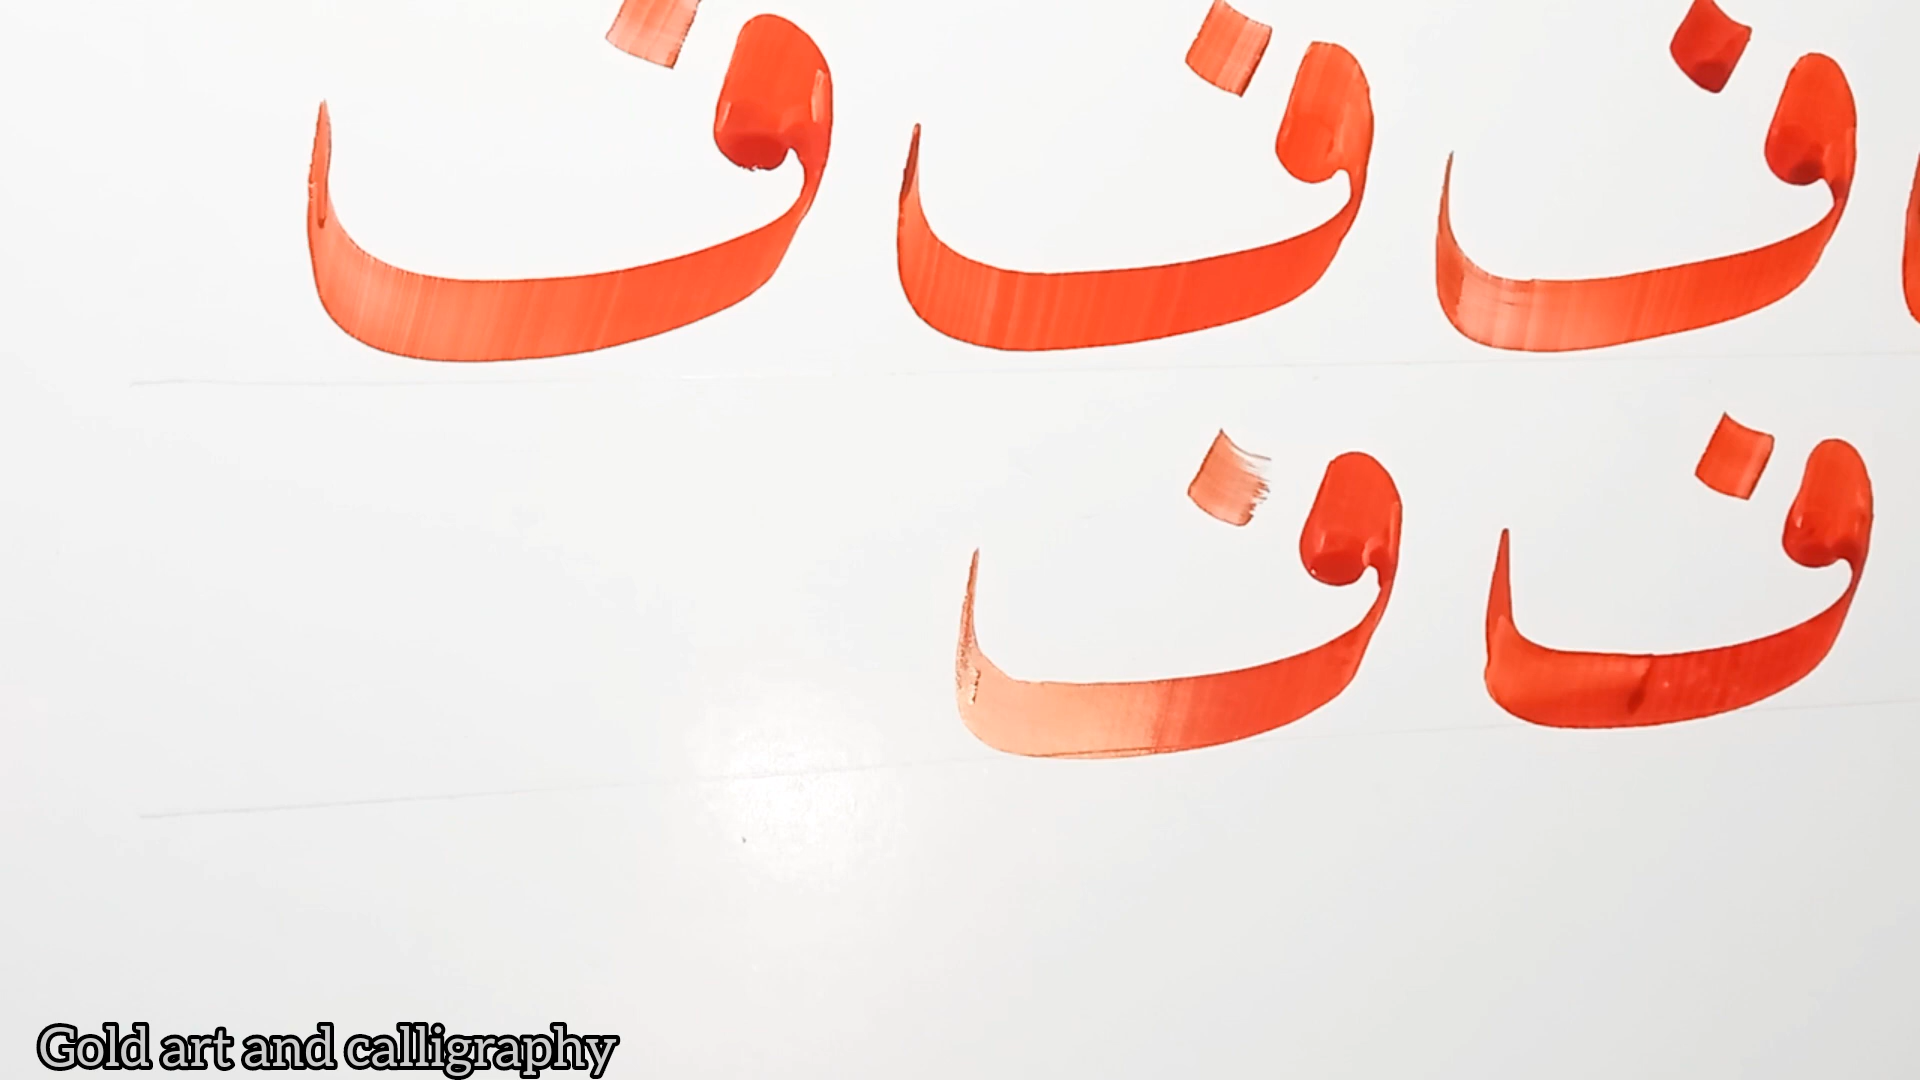 ف ف ف
ف ف
Gold art and calligraphy